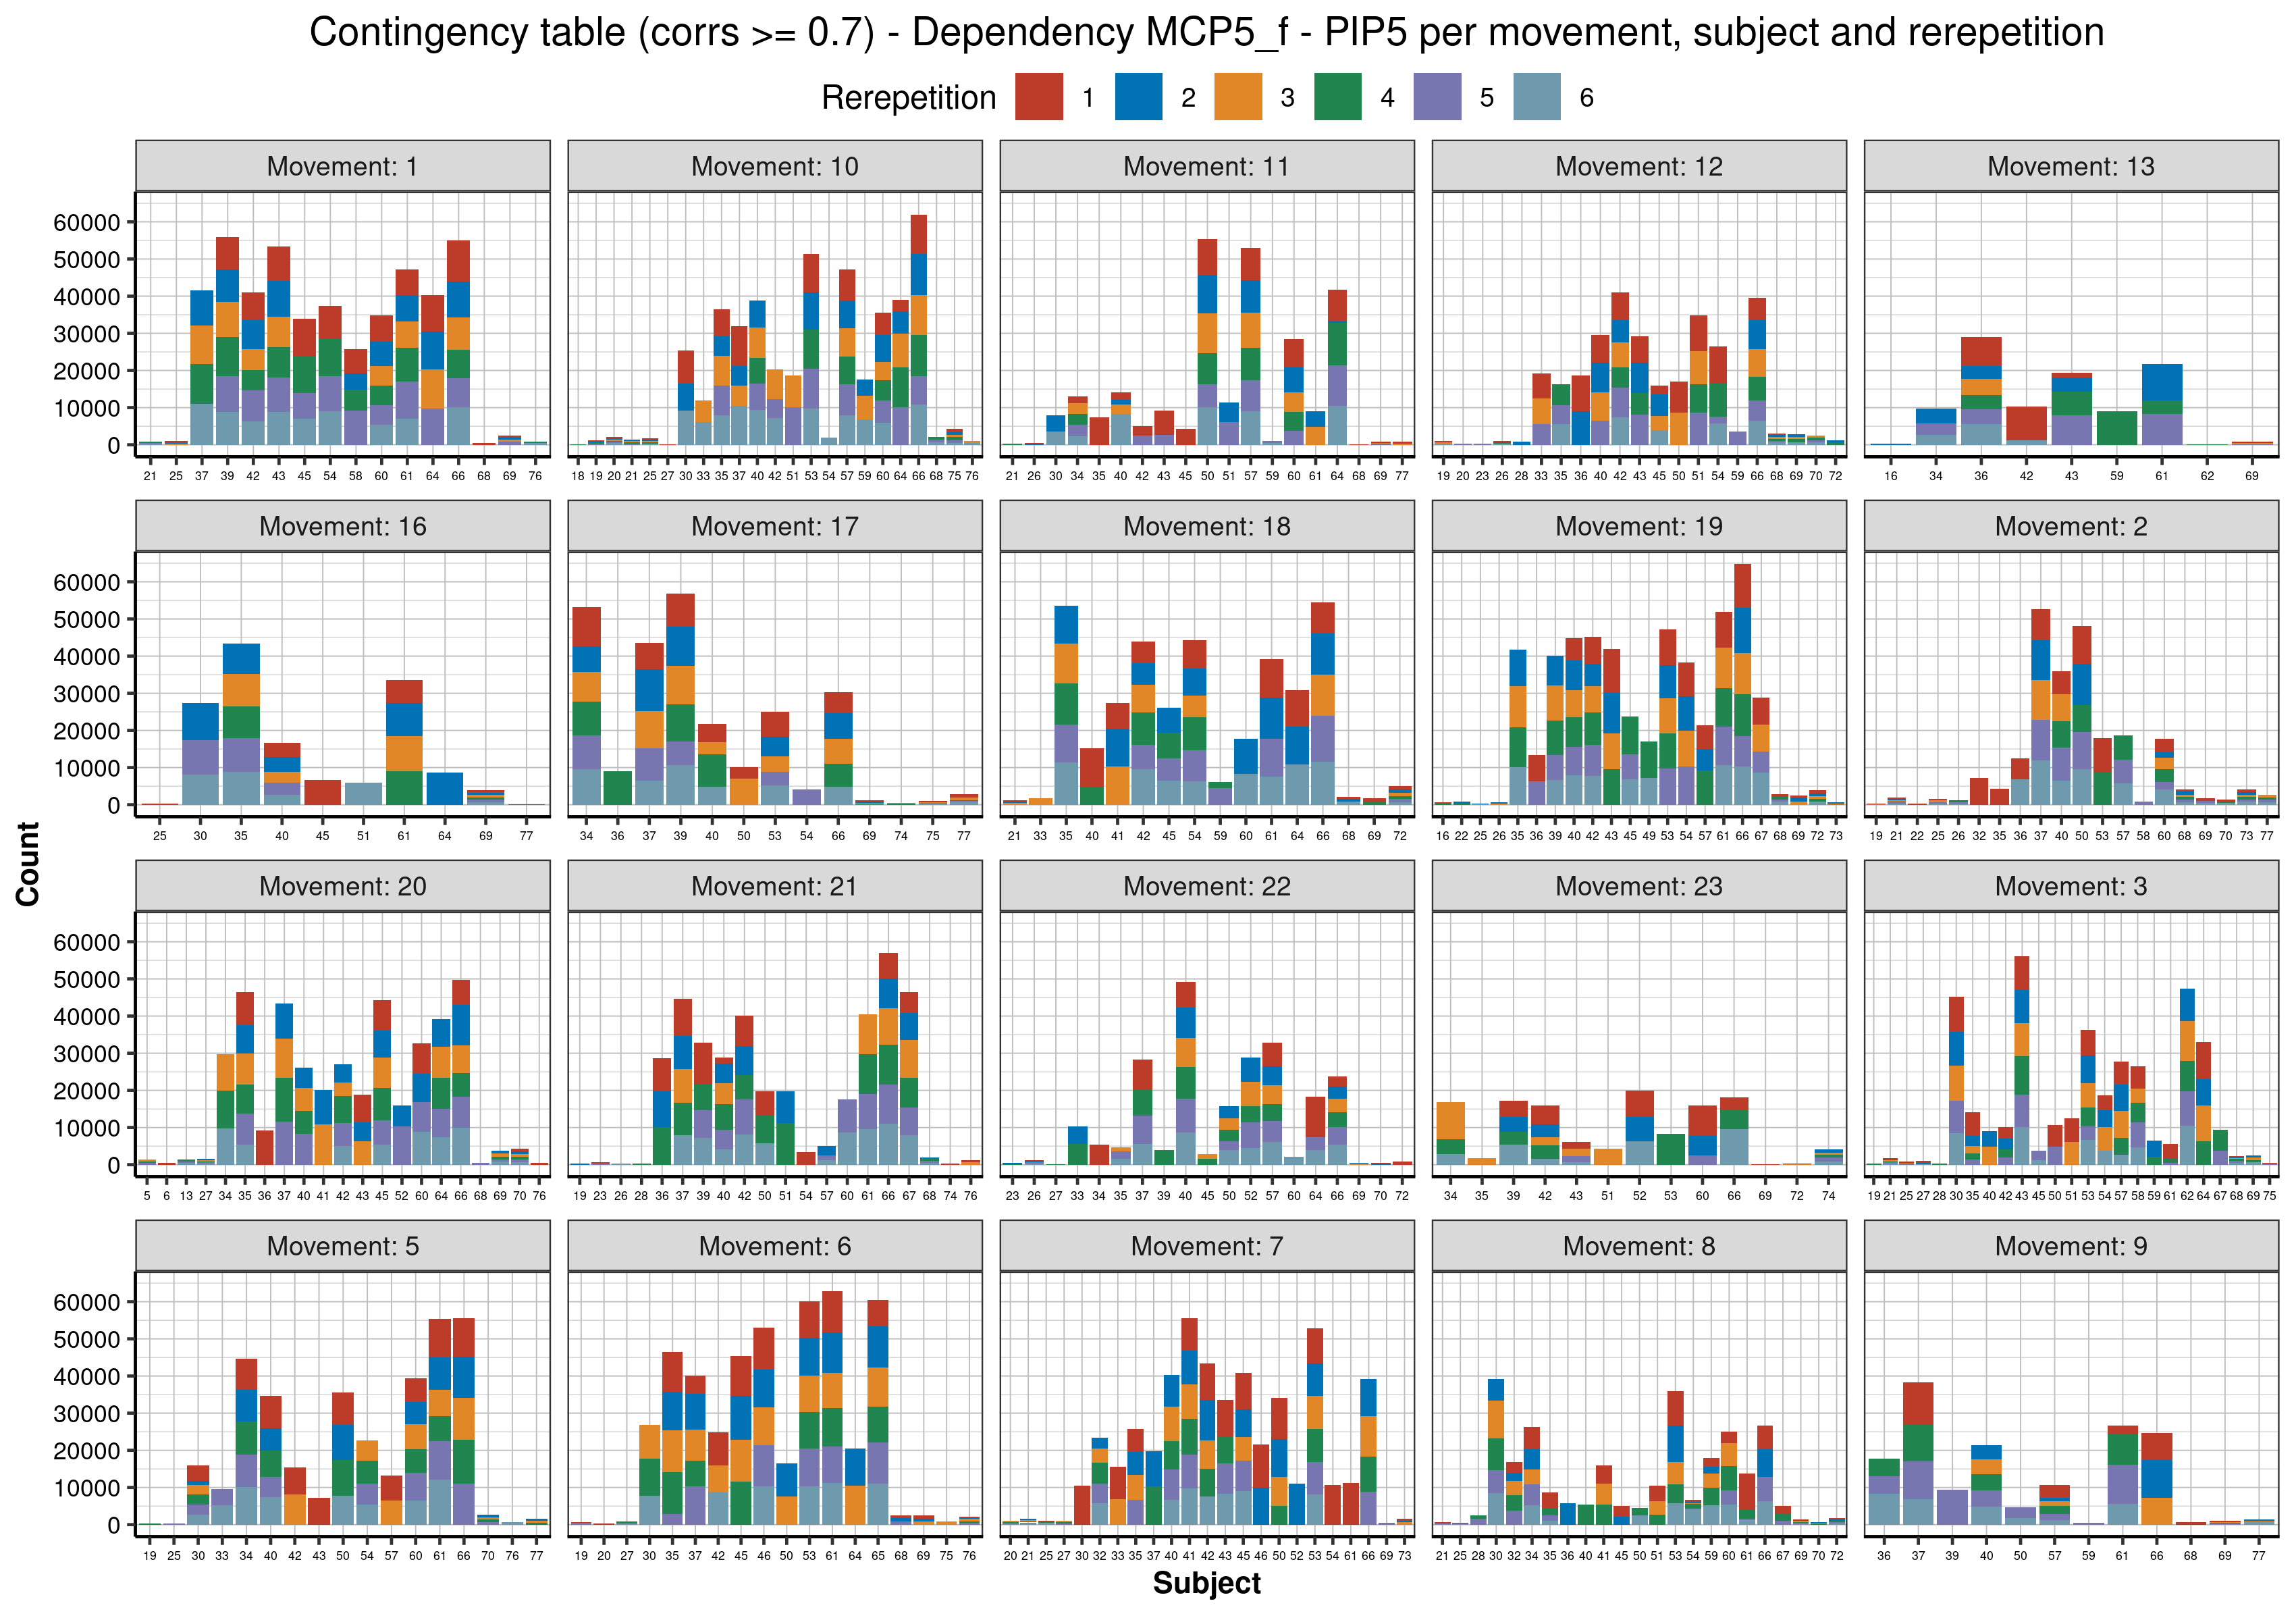 Contingency table (corrs >= 0.7) - Dependency MCP5_f - PIP5 per movement, subject and rerepetition
Rerepetition 1 2 3 4 5 6
Movement: 1 Movement: 10 Movement: 11 Movement: 12 Movement: 13
60000
50000
40000
30000
20000
10000
0
21 25 37 39 42 43 45 54 58 60 61 64 66 68 69 76
18 19 20 21 25 27 30 33 35 37 40 42 51 53 54 57 59 60 64 66 68 75 76
21 26 30 34 35 40 42 43 45 50 51 57 59 60 61 64 68 69 77
19 20 23 26 28 33 35 36 40 42 43 45 50 51 54 59 66 68 69 70 72
16 34 36 42 43 59 61 62 69
Movement: 16 Movement: 17 Movement: 18 Movement: 19 Movement: 2
60000
50000
40000
30000
20000
10000
0
25 30 35 40 45 51 61 64 69 77
34 36 37 39 40 50 53 54 66 69 74 75 77
21 33 35 40 41 42 45 54 59 60 61 64 66 68 69 72
16 22 25 26 35 36 39 40 42 43 45 49 53 54 57 61 66 67 68 69 72 73
19 21 22 25 26 32 35 36 37 40 50 53 57 58 60 68 69 70 73 77
Count
Movement: 20 Movement: 21 Movement: 22 Movement: 23 Movement: 3
60000
50000
40000
30000
20000
10000
0
5 6 13 27 34 35 36 37 40 41 42 43 45 52 60 64 66 68 69 70 76
19 23 26 28 36 37 39 40 42 50 51 54 57 60 61 66 67 68 74 76
23 26 27 33 34 35 37 39 40 45 50 52 57 60 64 66 69 70 72
34 35 39 42 43 51 52 53 60 66 69 72 74
19 21 25 27 28 30 35 40 42 43 45 50 51 53 54 57 58 59 61 62 64 67 68 69 75
Movement: 5 Movement: 6 Movement: 7 Movement: 8 Movement: 9
60000
50000
40000
30000
20000
10000
0
19 25 30 33 34 40 42 43 50 54 57 60 61 66 70 76 77
19 20 27 30 35 37 42 45 46 50 53 61 64 65 68 69 75 76
20 21 25 27 30 32 33 35 37 40 41 42 43 45 46 50 52 53 54 61 66 69 73
21 25 28 30 32 34 35 36 40 41 45 50 51 53 54 59 60 61 66 67 69 70 72
36 37 39 40 50 57 59 61 66 68 69 77
Subject